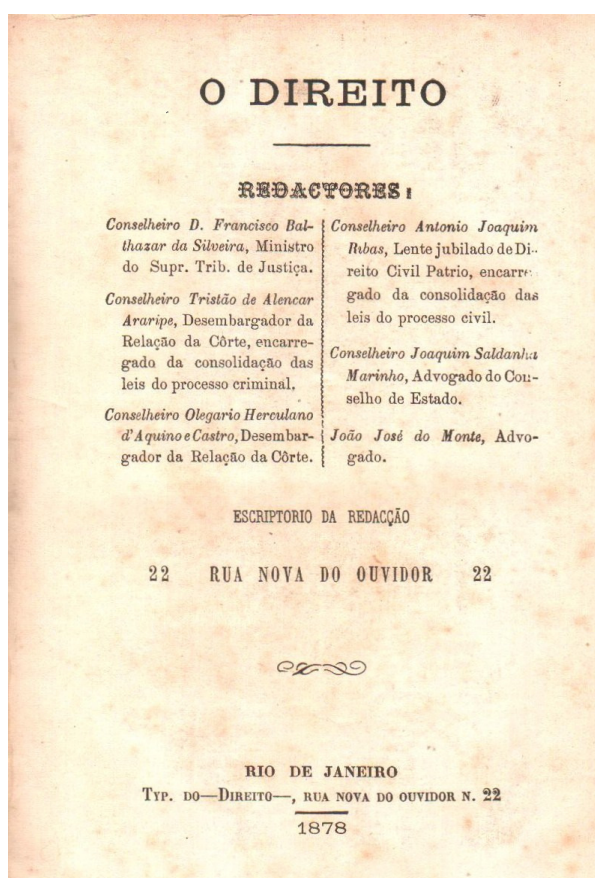 O DIREITO
REDACTORES:
Conselheiro D. Francisco Bal-
thazar da Silveira, Ministro
do Supr. Trib. de Justiça.
Conselheiro Tristão de Alencar
Araripe, Desembargador da
Relação da Côrte, encarre-
gado da consolidação das
leis do processo criminal.
Conselheiro Olegario Herculano
d'Aquino e Castro, Desembar-
gador da Relação da Côrte.
Conselheiro Antonio Joaquim
Ribas, Lente jubilado de Di-
reito Civil Patrio, encarre-
gado da consolidação das
leis do processo civil.
Conselheiro Joaquim Saldanha
Marinho, Advogado do Con-
selho de Estado.
João José do Monte, Advo-
gado.
ESCRIPTORIO DA REDACÇÃO
22 RUA NOVA DO OUVIDOR 22
RIO DE JANEIRO
TYP. DO—DIREITO—, RUA NOVA DO OUVIDOR N. 22
1878